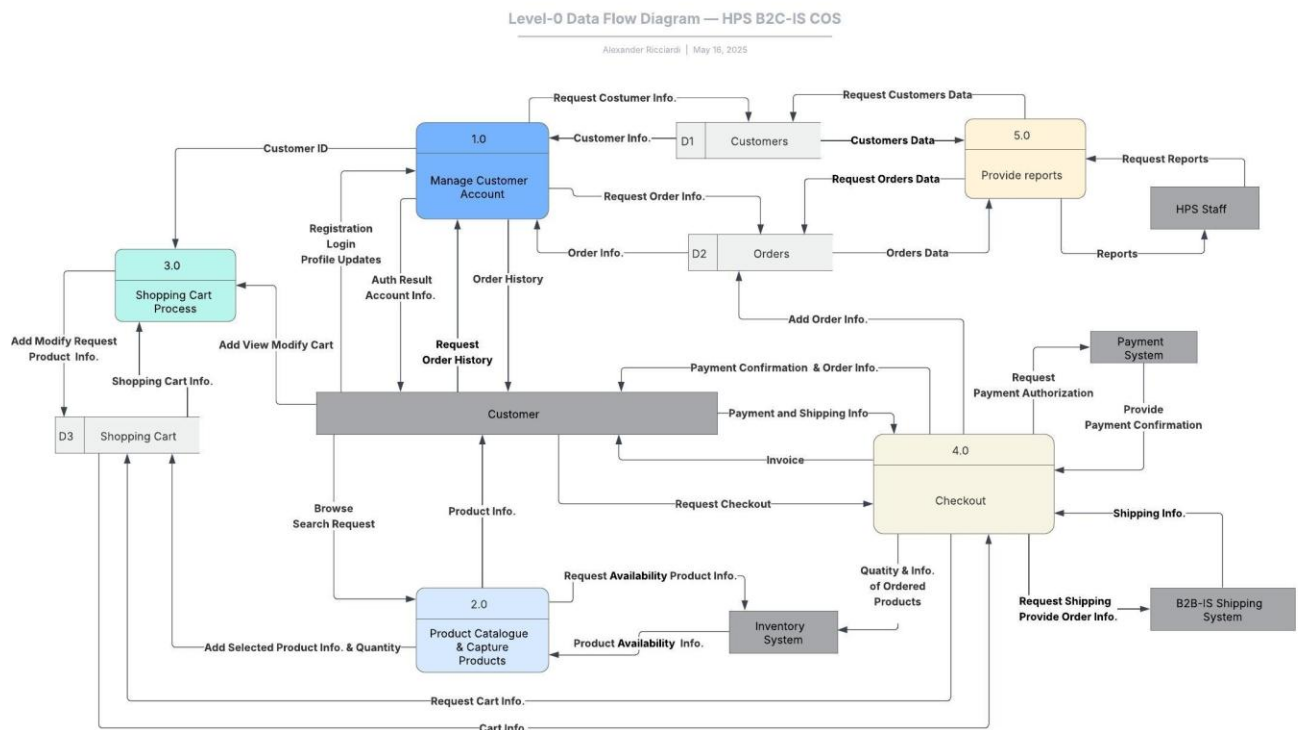 Level-0 Data Flow Diagram — HPS B2C-IS COS
Alexander Ricciardi | May 16, 2025
Request Costumer Info.
Request Customers Data
1.0
Manage Customer
Account
Customer Info.
D1
Customers
Customers Data
5.0
Provide reports
Customer ID
Request Reports
Request Orders Data
Request Order Info.
HPS Staff
Registration
Login
Profile Updates
Order Info.
D2
Orders
Orders Data
Reports
3.0
Shopping Cart
Process
Auth Result
Account Info.
Order History
Add Order Info.
Add Modify Request
Product Info.
Add View Modify Cart
Request
Order History
Payment
System
Shopping Cart Info.
Payment Confirmation & Order Info.
Request
Payment Authorization
Provide
Payment Confirmation
Customer
Payment and Shipping Info
D3
Shopping Cart
4.0
Checkout
Invoice
Request Checkout
Browse
Search Request
Product Info.
Shipping Info.
Request Availability Product Info.
Quatity & Info.
of Ordered
Products
2.0
Product Catalogue
& Capture
Products
Request Shipping
Provide Order Info.
B2B-IS Shipping
System
Inventory
System
Product Availability Info.
Add Selected Product Info. & Quantity
Request Cart Info.
Cart Info.